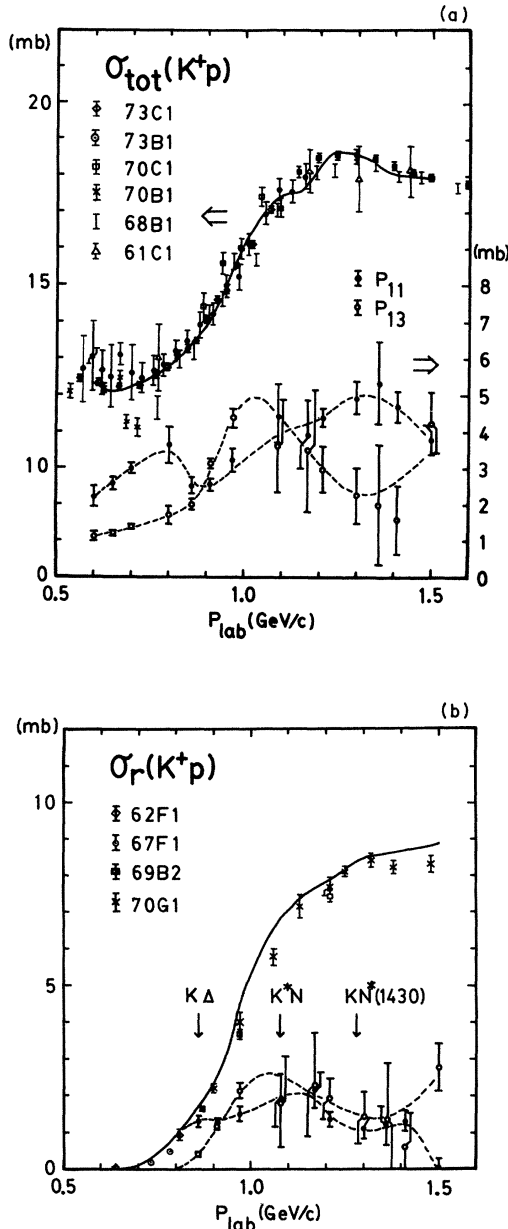 (a)
(mb)
σtot(K⁺p)
73C1
73B1
70C1
70B1
68B1
61C1
20
15
10
0
(mb)
P11
P13
8
7
6
5
4
3
2
1
0
0.5 1.0 1.5
Plab(GeV/c)
(b)
(mb)
σr(K⁺p)
62F1
67F1
69B2
70G1
10
5
0
KΔ K*N KN*(1430)
0.5 1.0 1.5
Plab(GeV/c)